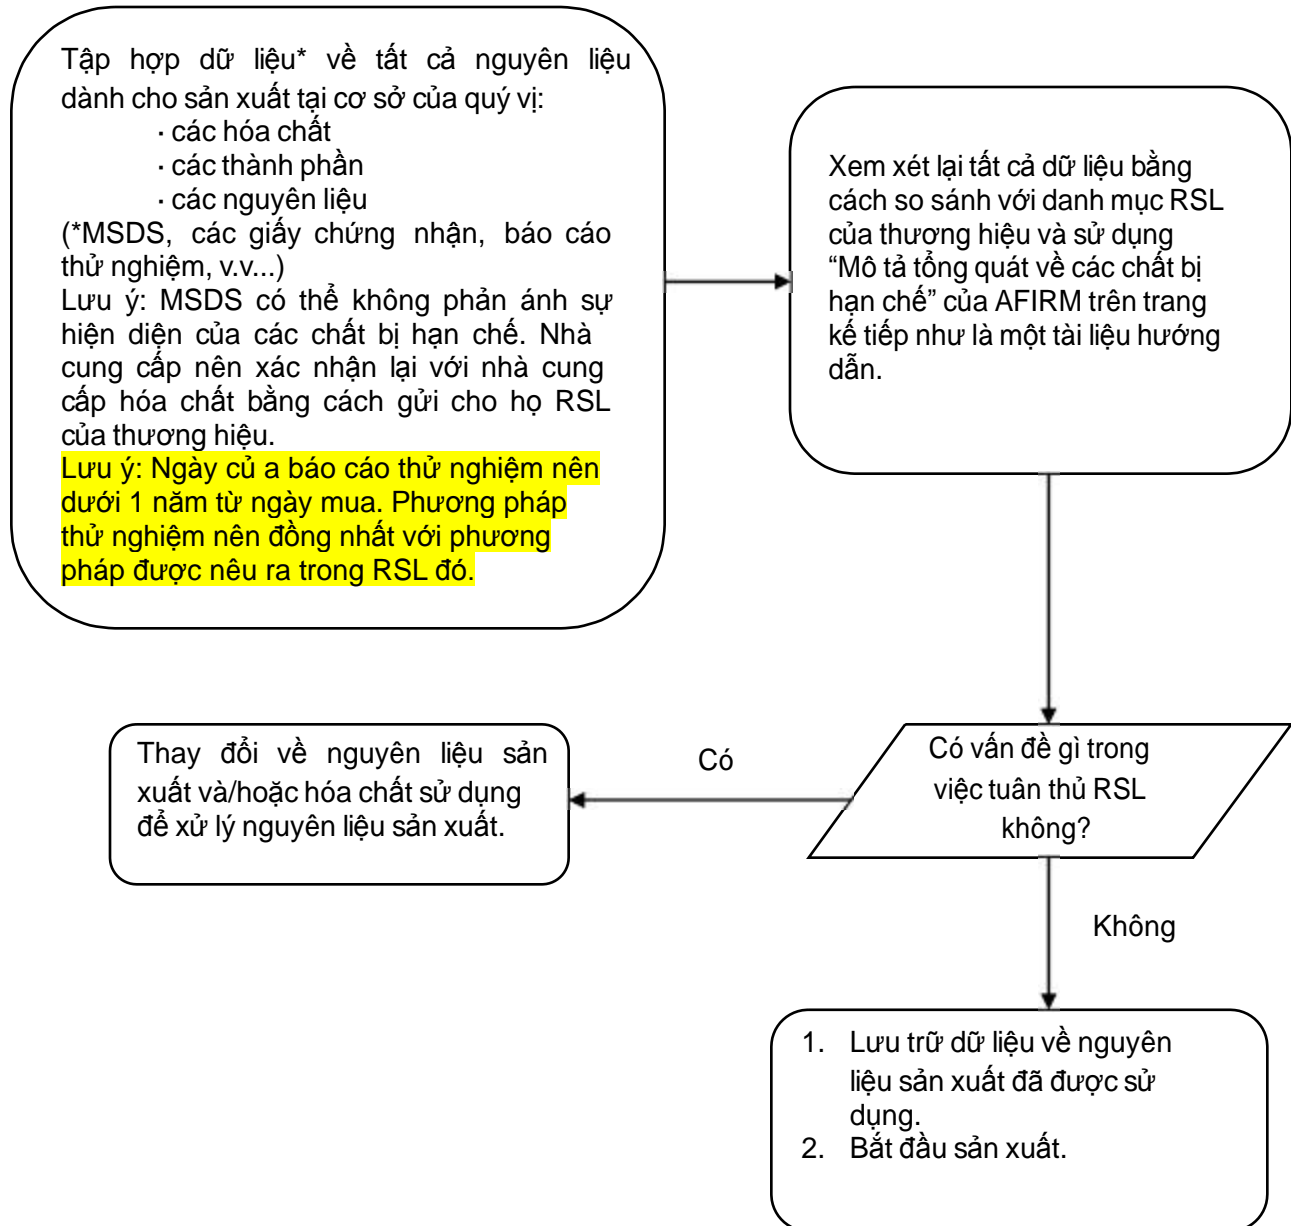 Tập hợp dữ liệu* về tất cả nguyên liệu
dành cho sản xuất tại cơ sở của quý vị:
· các hóa chất
· các thành phần
· các nguyên liệu
(*MSDS, các giấy chứng nhận, báo cáo
thử nghiệm, v.v...)
Lưu ý: MSDS có thể không phản ánh sự
hiện diện của các chất bị hạn chế. Nhà
cung cấp nên xác nhận lại với nhà cung
cấp hóa chất bằng cách gửi cho họ RSL
của thương hiệu.
Lưu ý: Ngày củ a báo cáo thử nghiệm nên
dưới 1 năm từ ngày mua. Phương pháp
thử nghiệm nên đồng nhất với phương
pháp được nêu ra trong RSL đó.
Xem xét lại tất cả dữ liệu bằng
cách so sánh với danh mục RSL
của thương hiệu và sử dụng
“Mô tả tổng quát về các chất bị
hạn chế” của AFIRM trên trang
kế tiếp như là một tài liệu hướng
dẫn.
Có vấn đề gì trong
việc tuân thủ RSL
không?
Có
Thay đổi về nguyên liệu sản
xuất và/hoặc hóa chất sử dụng
để xử lý nguyên liệu sản xuất.
Không
1. Lưu trữ dữ liệu về nguyên
liệu sản xuất đã được sử
dụng.
2. Bắt đầu sản xuất.